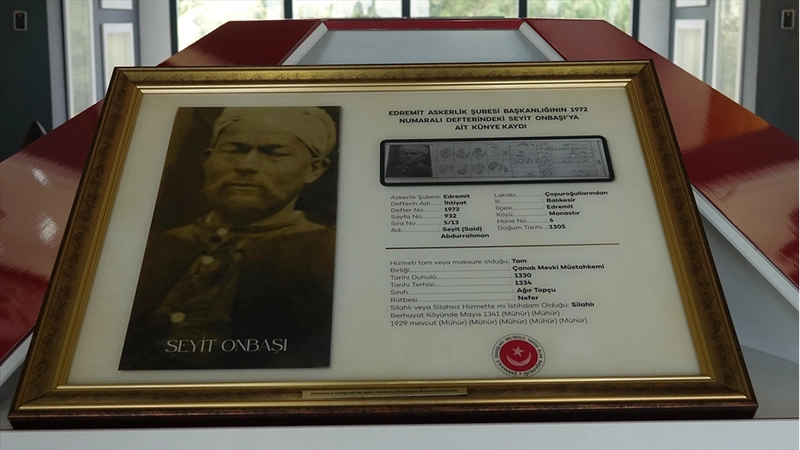 EDREMİT ASKERLİK ŞUBESİ BAŞKANLIĞININ 1972
NUMARALI DEFTERİNDEKİ SEYİT ONBAŞI'YA
AİT KÜNYE KAYDI
Askerlik Şubesi: Edremit
Defterin Adı.....: İhtiyat
Defter No.........: 1972
Sayfa No..........: 932
Sıra No.............: 5/13
Adı....................: Seyit (Said)
Abdurrahman
Lakabı...........: Çopuroğullarından
İli....................: Balıkesir
İlçesi..............: Edremit
Köyü..............: Manastır
Hane No.......: 6
Doğum Tarihi..: 1305
Hizmeti tam veya maksure olduğu: Tam
Birliği.............................: Çanak Mevki Müstahkemi
Tarihi Duhulü.............................: 1330
Tarihi Terhisi.............................: 1334
Sınıfı.............................: Ağır Topçu
Rütbesi.............................: Nefer
Silahlı veya Silahsız Hizmette mi İstihdam Olduğu: Silahlı
Berhayat Köyünde Mayıs 1341 (Mühür) (Mühür)
1929 mevcut (Mühür) (Mühür) (Mühür) (Mühür) (Mühür)
SEYİT ONBAŞI